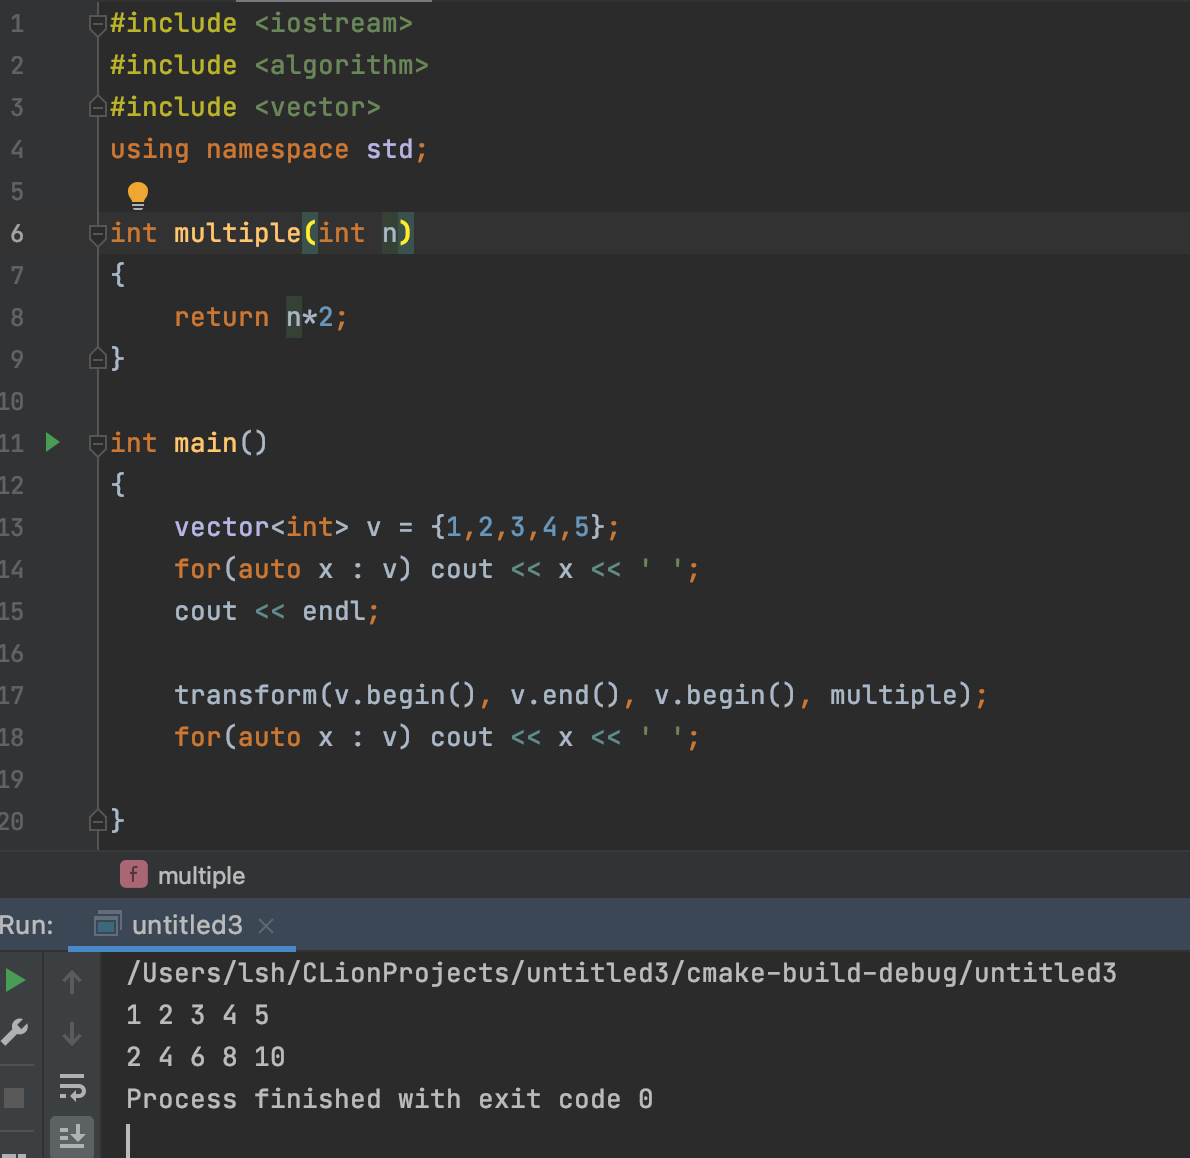 1 #include <iostream>
2 #include <algorithm>
3 #include <vector>
4 using namespace std;
5
6 int multiple(int n)
7 {
8     return n*2;
9 }
10
11 int main()
12 {
13     vector<int> v = {1,2,3,4,5};
14     for(auto x : v) cout << x << ' ';
15     cout << endl;
16
17     transform(v.begin(), v.end(), v.begin(), multiple);
18     for(auto x : v) cout << x << ' ';
19
20 }
f multiple
Run: untitled3
/Users/lsh/CLionProjects/untitled3/cmake-build-debug/untitled3
1 2 3 4 5
2 4 6 8 10
Process finished with exit code 0